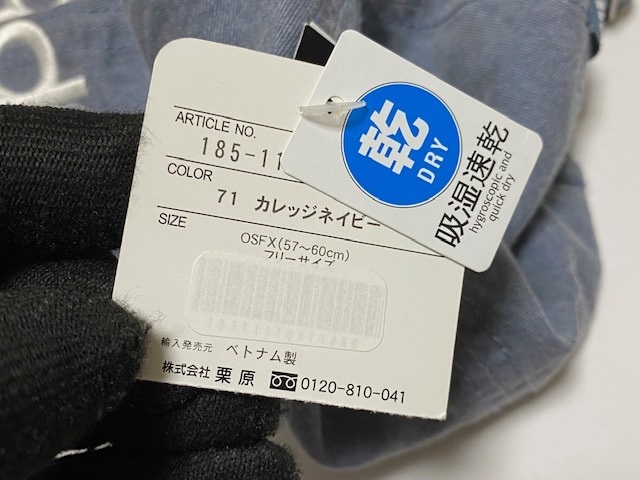 ARTICLE NO.
185-11
COLOR
71 カレッジネイビー
SIZE
OSFX(57～60cm)
フリーサイズ
輸入発売元 ベトナム製
株式会社 栗原 0120-810-041
乾
DRY
吸湿速乾
hygroscopic and
quick dry